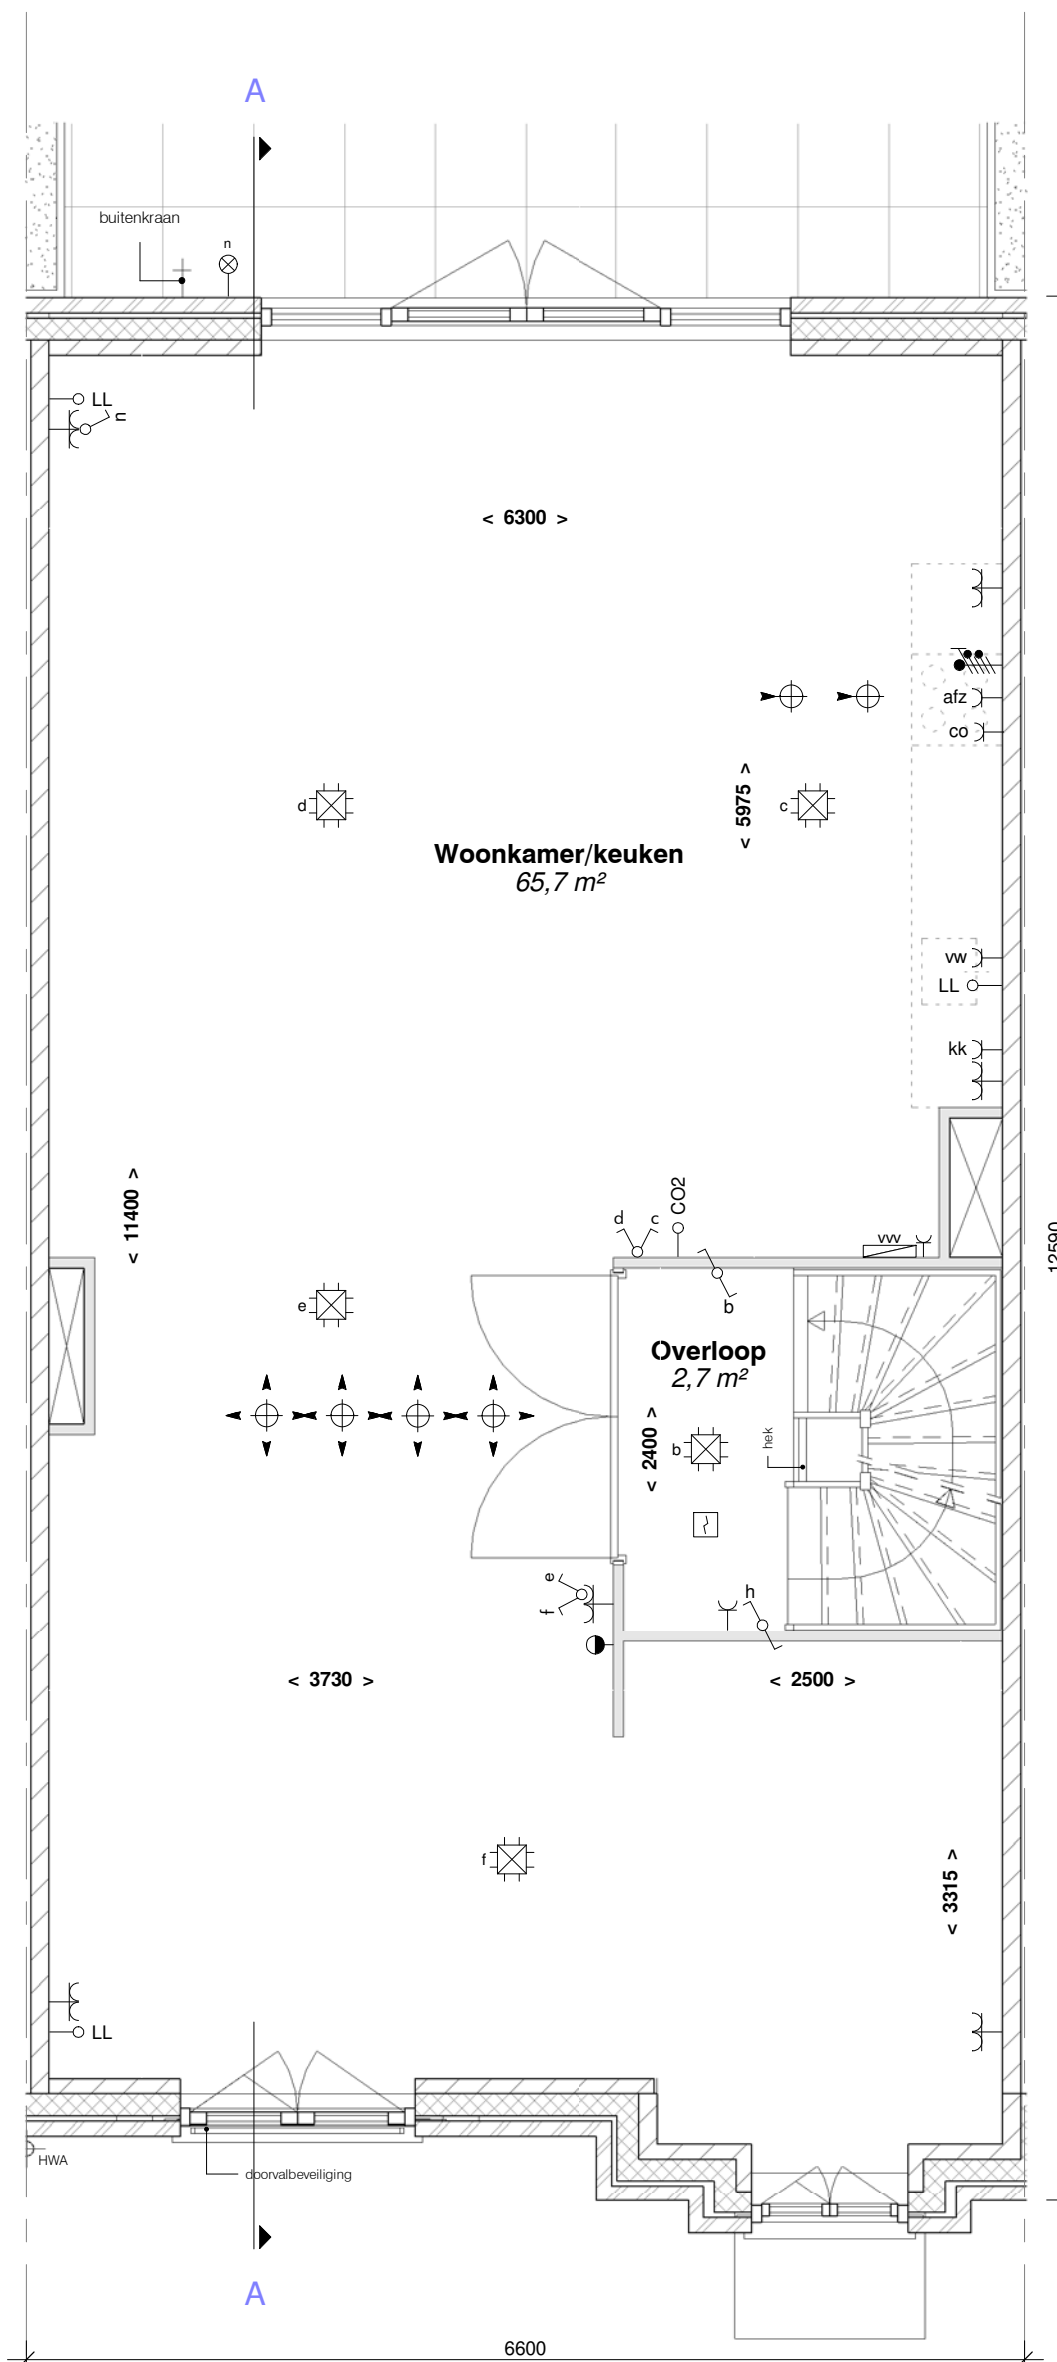 A
buitenkraan
n
LL
n
< 6300 >
afz
co
< 5975 >
d
c
Woonkamer/keuken
65,7 m²
vw
LL
kk
< 11400 >
d
c
CO2
vvv
12590
b
e
Overloop
2,7 m²
< 2400 >
b
hek
e
f
h
< 3730 >
< 2500 >
f
< 3315 >
LL
HWA
doorvalbeveiliging
A
6600